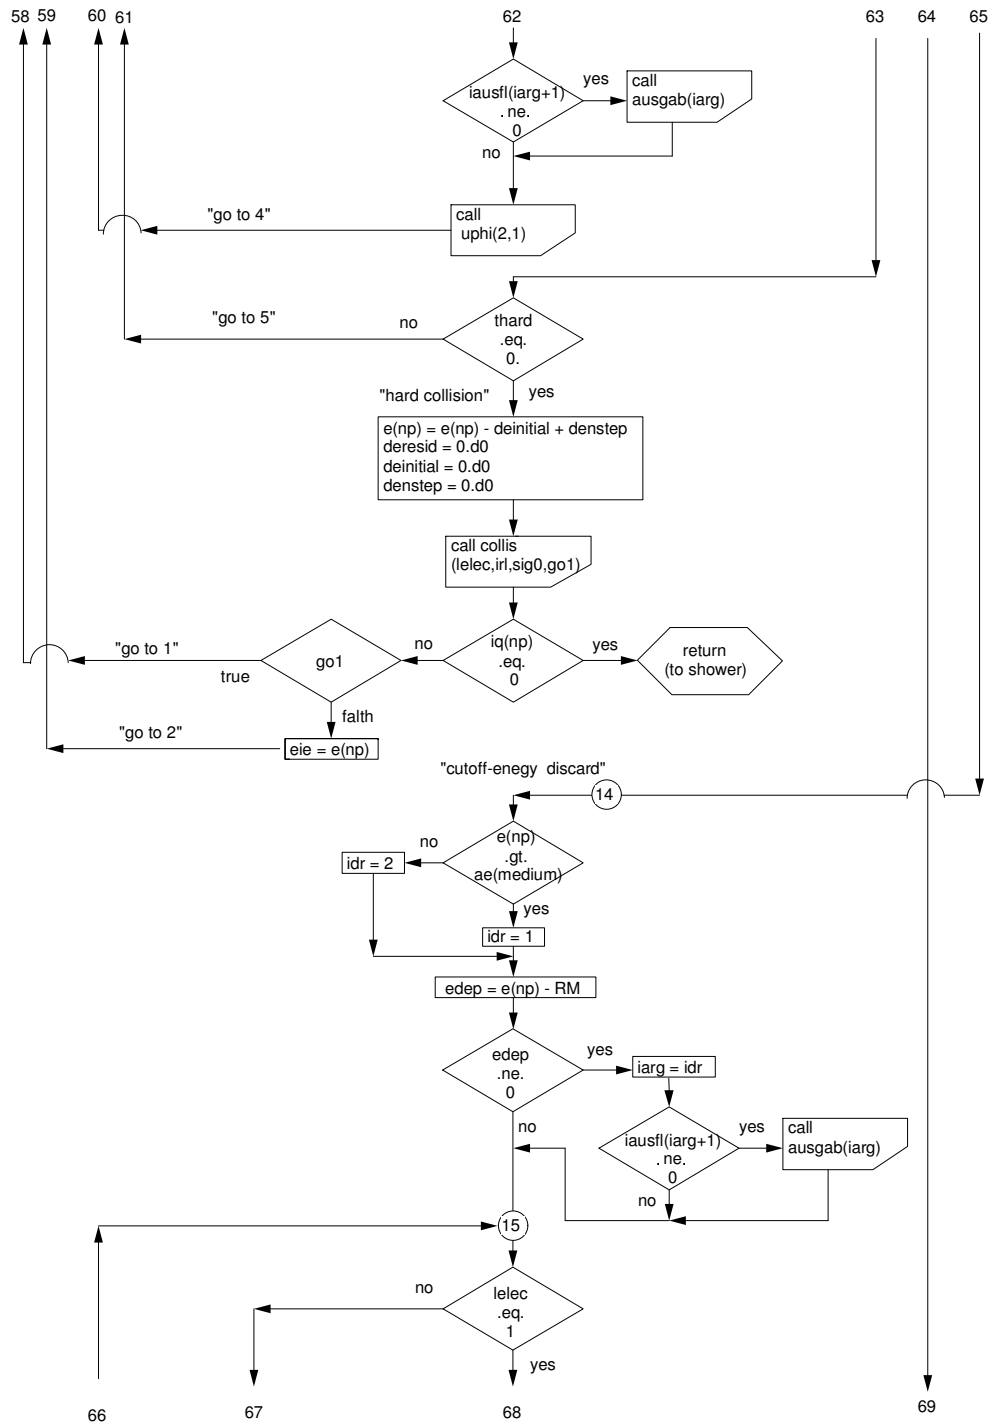 58 59 60 61 62 63 64 65
iausfl(iarg+1)
. ne.
0
yes
call
ausgab(iarg)
no
call
uphi(2,1)
"go to 4"
thard
.eq.
0.
no
"go to 5"
yes
"hard collision"
e(np) = e(np) - deinitial + denstep
deresid = 0.d0
deinitial = 0.d0
denstep = 0.d0
call collis
(lelec,irl,sig0,go1)
iq(np)
.eq.
0
yes
return
(to shower)
no
go1
"go to 1"
true
falth
eie = e(np)
"go to 2"
"cutoff-enegy discard"
14
e(np)
.gt.
ae(medium)
no
idr = 2
yes
idr = 1
edep = e(np) - RM
edep
.ne.
0
yes
iarg = idr
no
iausfl(iarg+1)
. ne.
0
yes
call
ausgab(iarg)
no
15
lelec
.eq.
1
no
yes
66 67 68 69